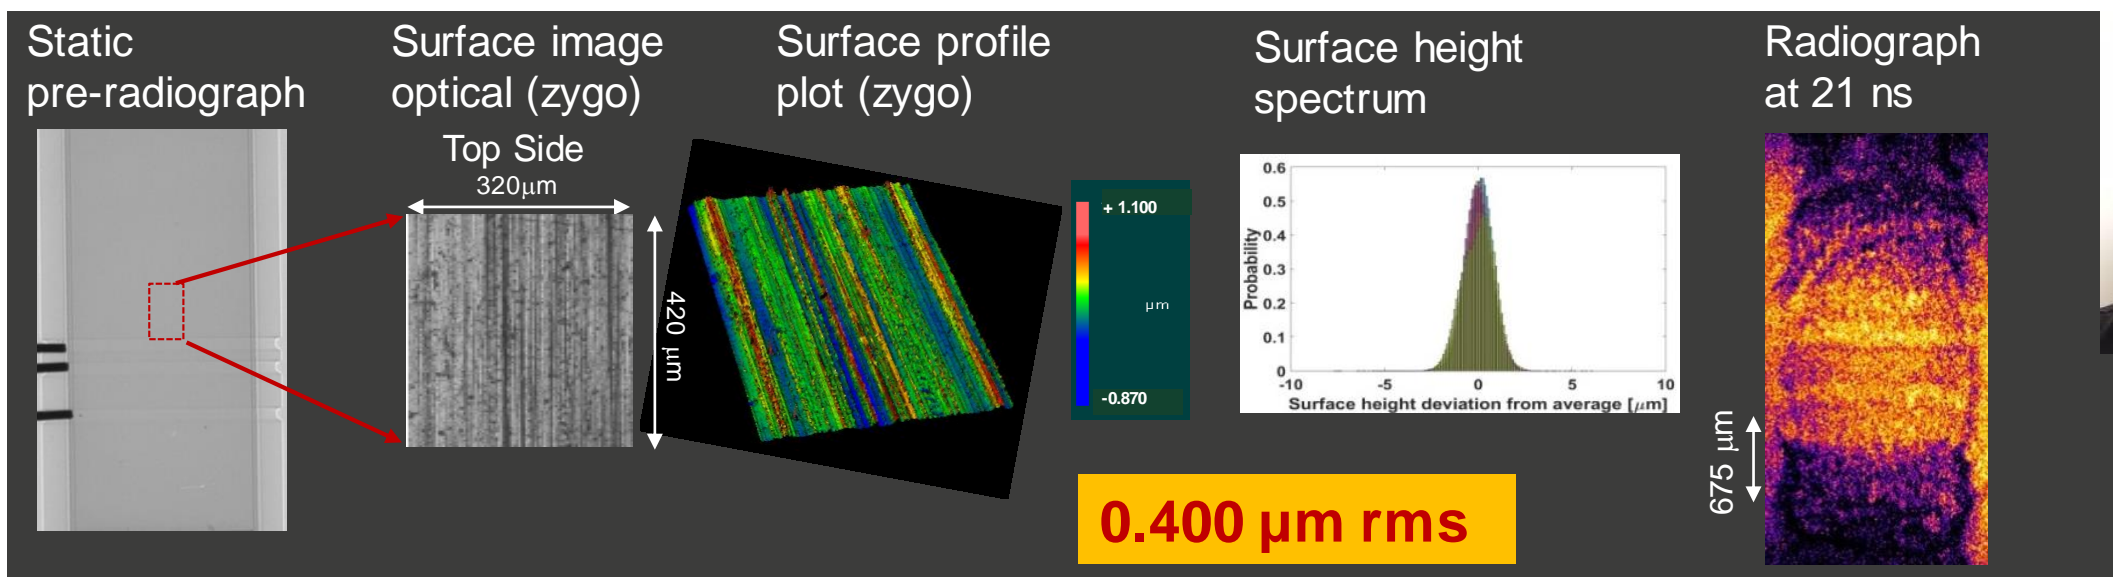 Static
pre-radiograph
Surface image
optical (zygo)
Top Side
320µm
420 µm
Surface profile
plot (zygo)
+ 1.100
µm
-0.870
Surface height
spectrum
0.6
0.5
0.4
0.3
0.2
0.1
0
Probability
-10
-5
0
5
10
Surface height deviation from average [µm]
0.400 µm rms
Radiograph
at 21 ns
675 µm